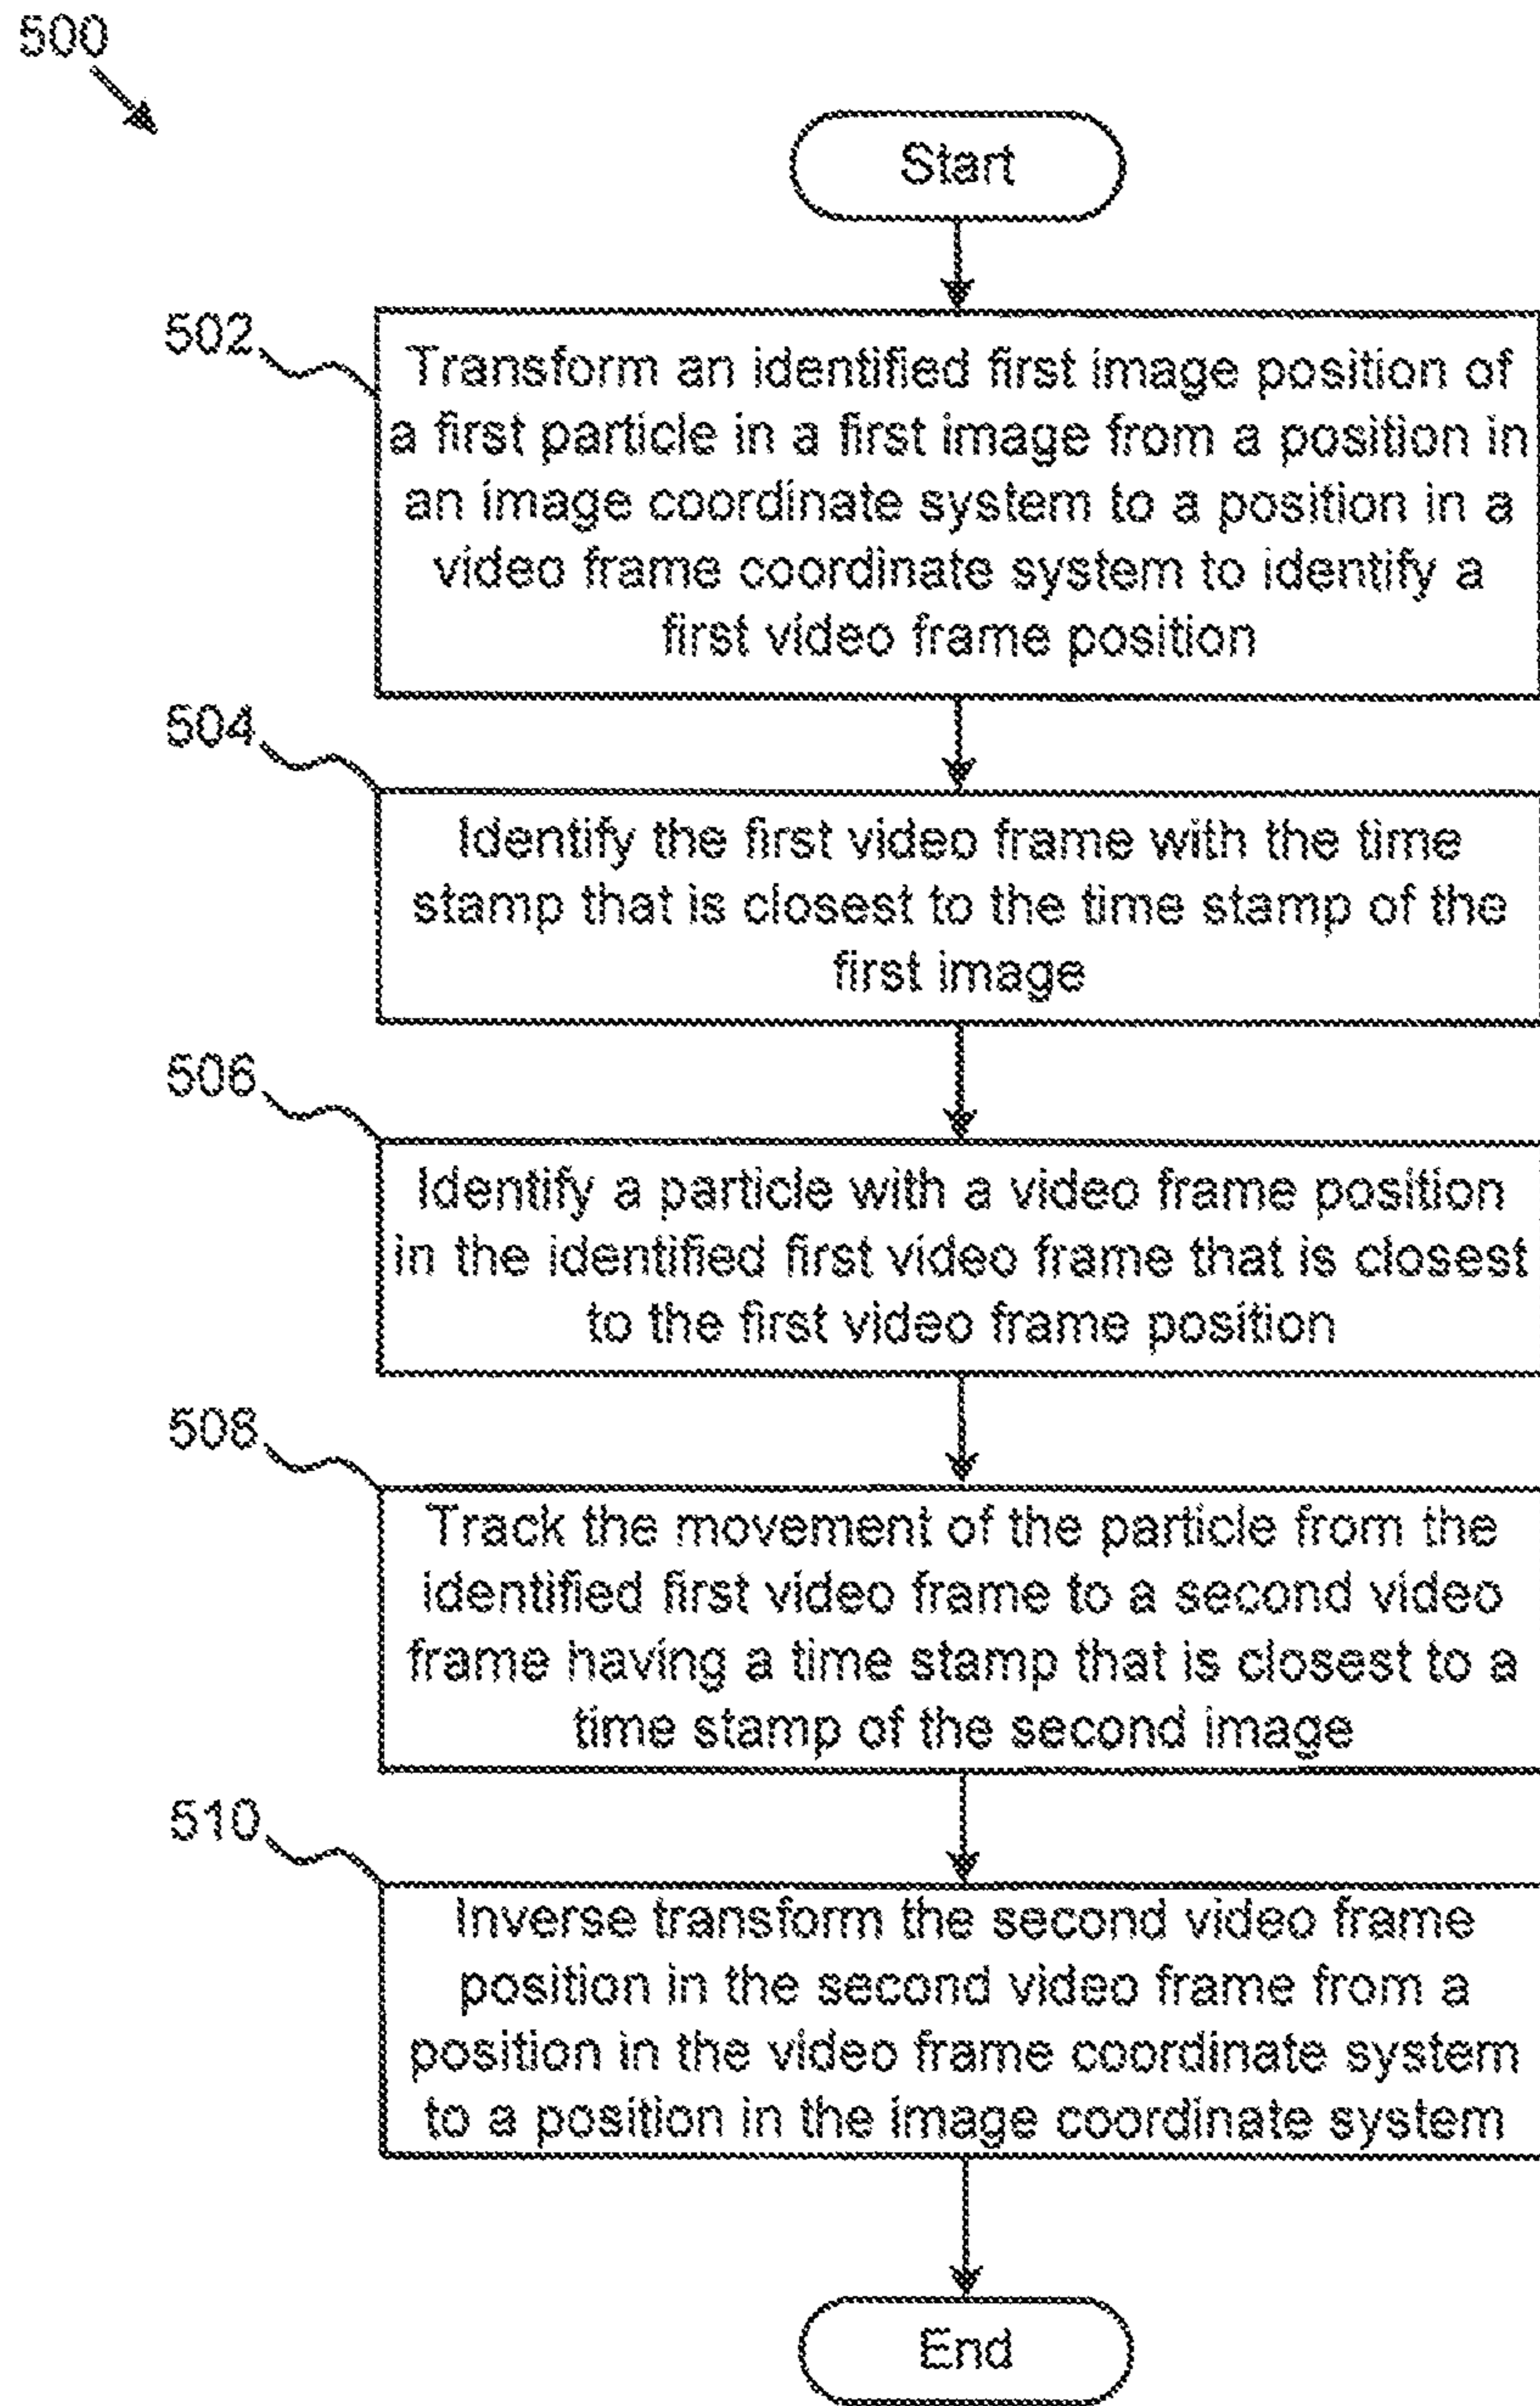 500
Start
502
Transform an identified first image position of
a first particle in a first image from a position in
an image coordinate system to a position in a
video frame coordinate system to identify a
first video frame position
504
Identify the first video frame with the time
stamp that is closest to the time stamp of the
first image
506
Identify a particle with a video frame position
in the identified first video frame that is closest
to the first video frame position
508
Track the movement of the particle from the
identified first video frame to a second video
frame having a time stamp that is closest to a
time stamp of the second image
510
Inverse transform the second video frame
position in the second video frame from a
position in the video frame coordinate system
to a position in the image coordinate system
End